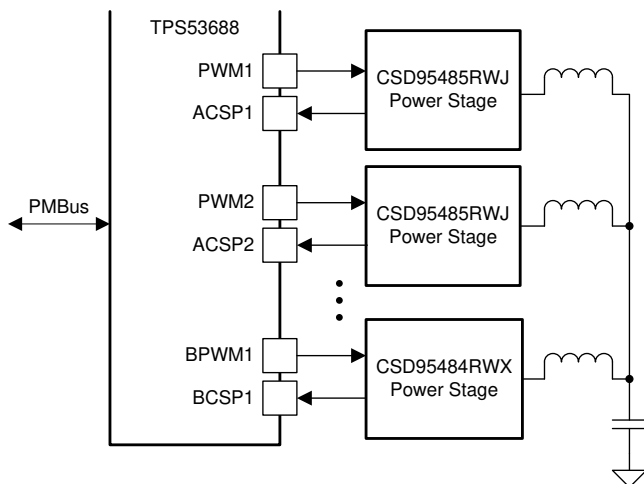 TPS53688
PWM1
ACSP1
CSD95485RWJ
Power Stage
PMBus
PWM2
ACSP2
CSD95485RWJ
Power Stage
BPWM1
BCSP1
CSD95484RWX
Power Stage